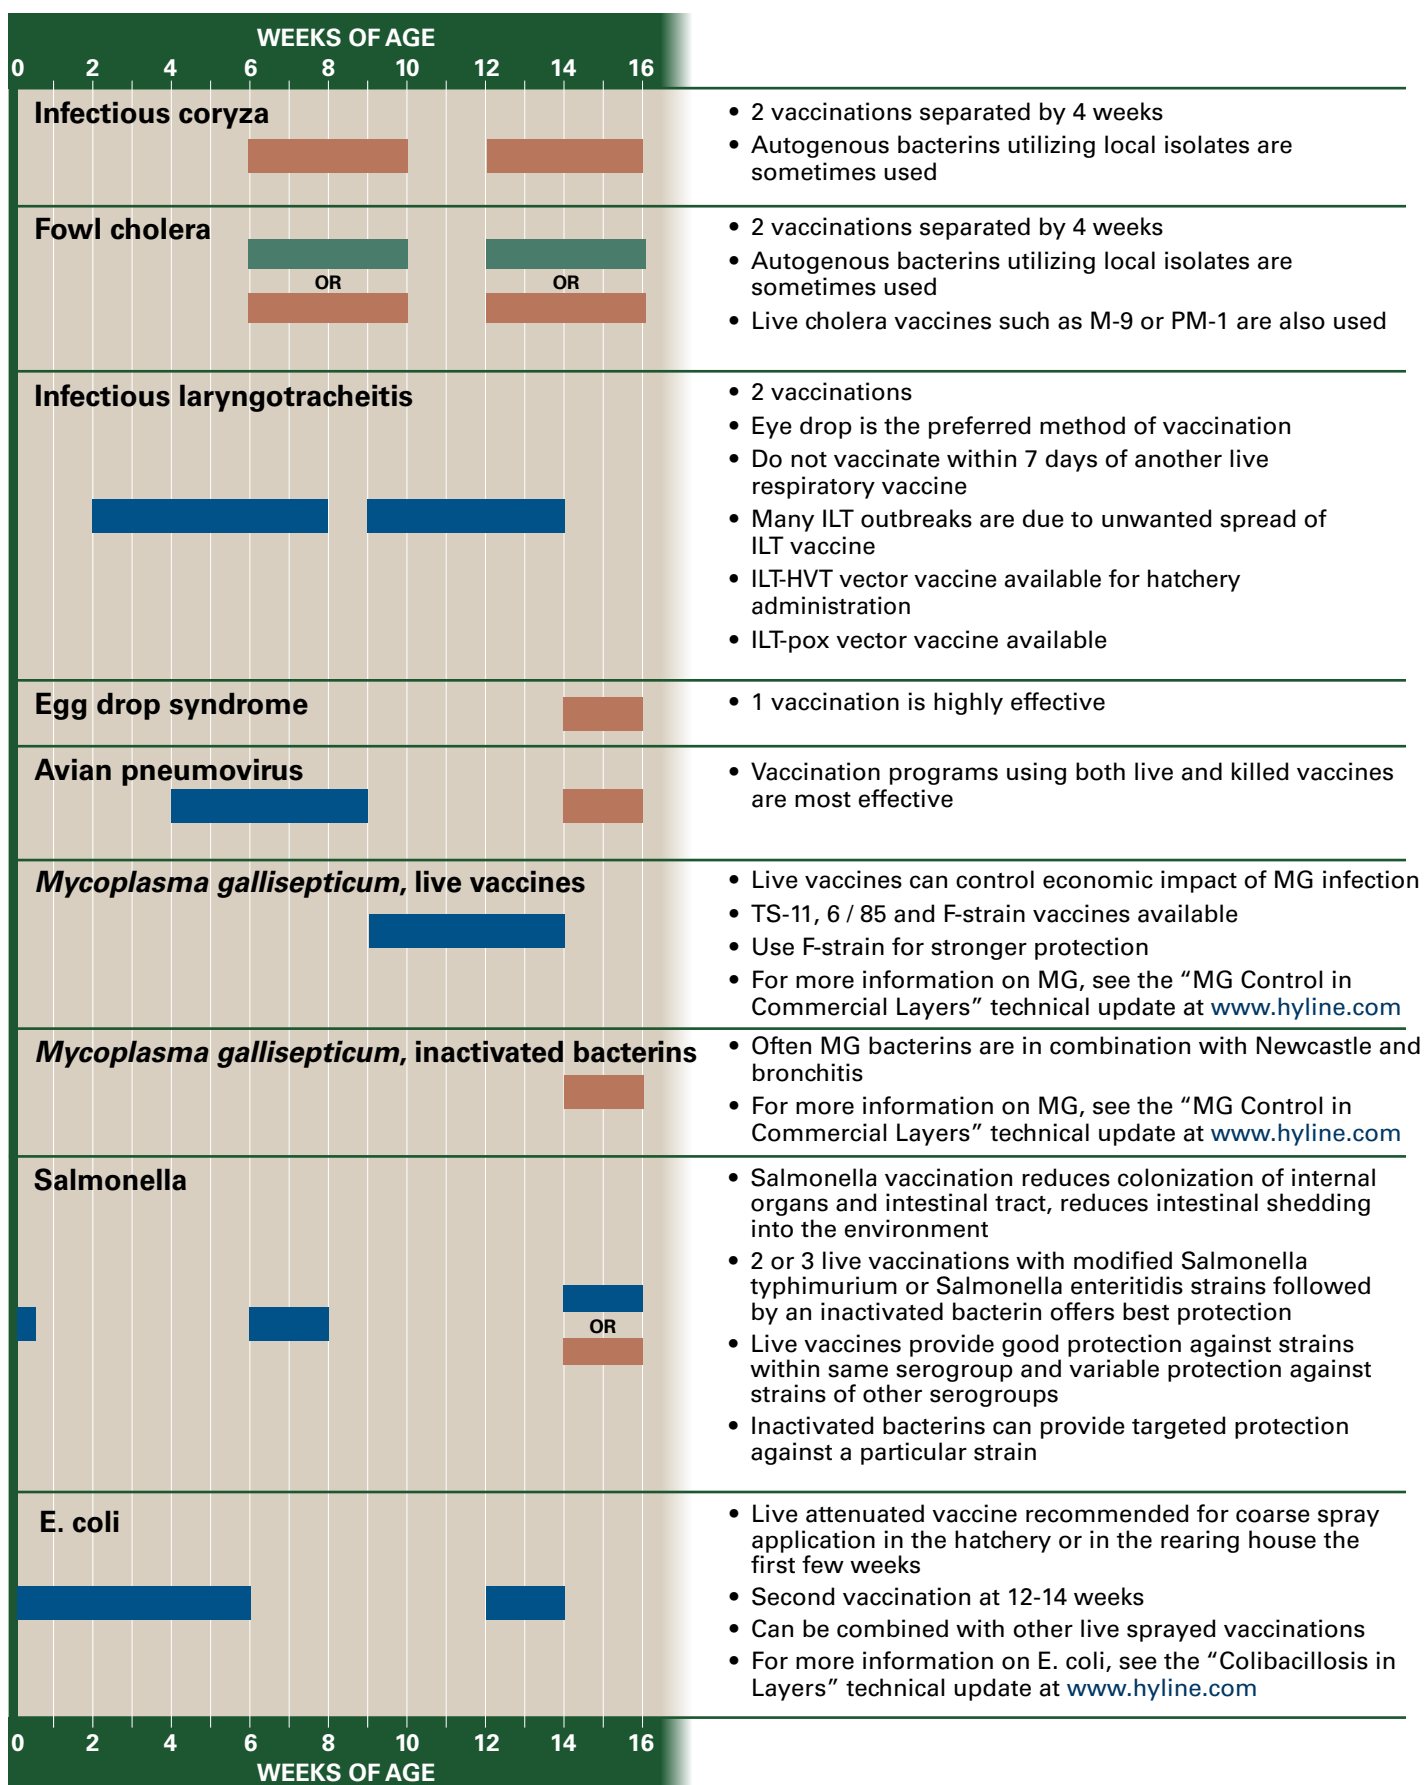 WEEKS OF AGE
0 2 4 6 8 10 12 14 16
Infectious coryza
• 2 vaccinations separated by 4 weeks
• Autogenous bacterins utilizing local isolates are
sometimes used
Fowl cholera
OR OR
• 2 vaccinations separated by 4 weeks
• Autogenous bacterins utilizing local isolates are
sometimes used
• Live cholera vaccines such as M-9 or PM-1 are also used
Infectious laryngotracheitis
• 2 vaccinations
• Eye drop is the preferred method of vaccination
• Do not vaccinate within 7 days of another live
respiratory vaccine
• Many ILT outbreaks are due to unwanted spread of
ILT vaccine
• ILT-HVT vector vaccine available for hatchery
administration
• ILT-pox vector vaccine available
Egg drop syndrome
• 1 vaccination is highly effective
Avian pneumovirus
• Vaccination programs using both live and killed vaccines
are most effective
Mycoplasma gallisepticum, live vaccines
• Live vaccines can control economic impact of MG infection
• TS-11, 6 / 85 and F-strain vaccines available
• Use F-strain for stronger protection
• For more information on MG, see the “MG Control in
Commercial Layers” technical update at www.hyline.com
Mycoplasma gallisepticum, inactivated bacterins
• Often MG bacterins are in combination with Newcastle and
bronchitis
• For more information on MG, see the “MG Control in
Commercial Layers” technical update at www.hyline.com
Salmonella
OR
• Salmonella vaccination reduces colonization of internal
organs and intestinal tract, reduces intestinal shedding
into the environment
• 2 or 3 live vaccinations with modified Salmonella
typhimurium or Salmonella enteritidis strains followed
by an inactivated bacterin offers best protection
• Live vaccines provide good protection against strains
within same serogroup and variable protection against
strains of other serogroups
• Inactivated bacterins can provide targeted protection
against a particular strain
E. coli
• Live attenuated vaccine recommended for coarse spray
application in the hatchery or in the rearing house the
first few weeks
• Second vaccination at 12-14 weeks
• Can be combined with other live sprayed vaccinations
• For more information on E. coli, see the “Colibacillosis in
Layers” technical update at www.hyline.com
0 2 4 6 8 10 12 14 16
WEEKS OF AGE